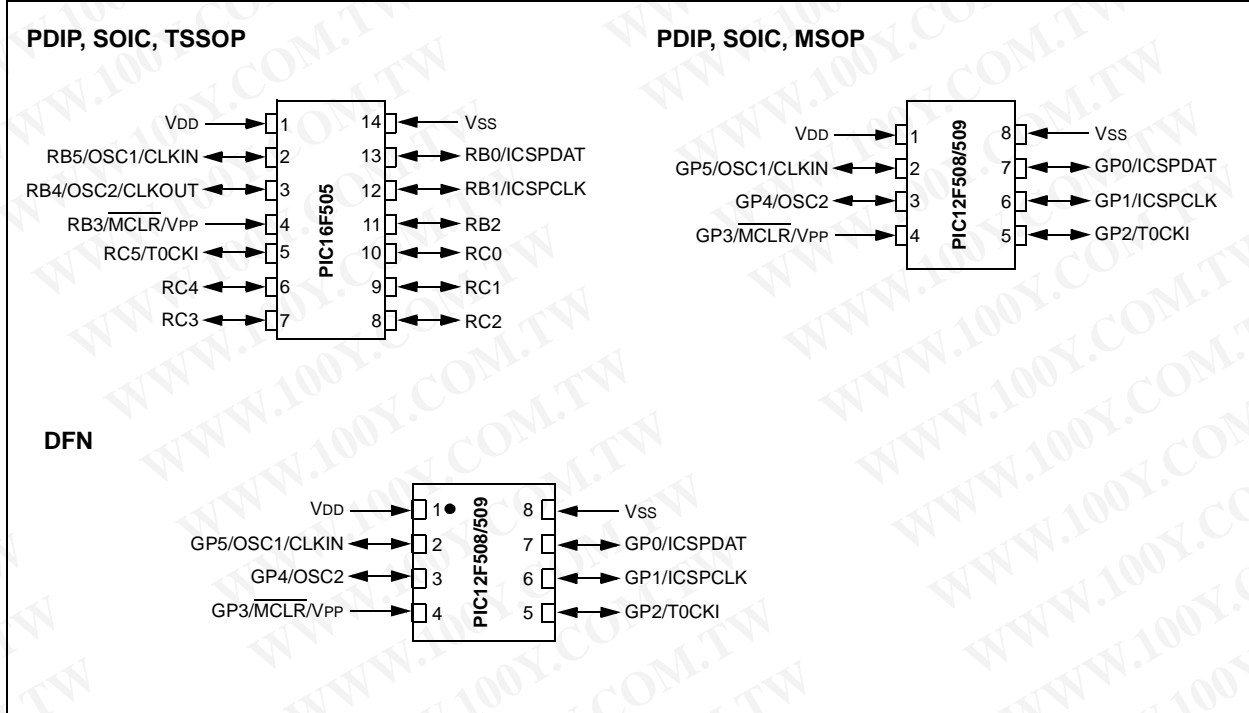 PDIP, SOIC, TSSOP
VDD 1 14 VSS
RB5/OSC1/CLKIN 2 13 RB0/ICSPDAT
RB4/OSC2/CLKOUT 3 12 RB1/ICSPCLK
RB3/MCLR/VPP 4 11 RB2
RC5/T0CKI 5 10 RC0
RC4 6 9 RC1
RC3 7 8 RC2
PIC16F505
PDIP, SOIC, MSOP
VDD 1 8 VSS
GP5/OSC1/CLKIN 2 7 GP0/ICSPDAT
GP4/OSC2 3 6 GP1/ICSPCLK
GP3/MCLR/VPP 4 5 GP2/T0CKI
PIC12F508/509
DFN
VDD 1 8 VSS
GP5/OSC1/CLKIN 2 7 GP0/ICSPDAT
GP4/OSC2 3 6 GP1/ICSPCLK
GP3/MCLR/VPP 4 5 GP2/T0CKI
PIC12F508/509
WWW.100Y.COM.TW